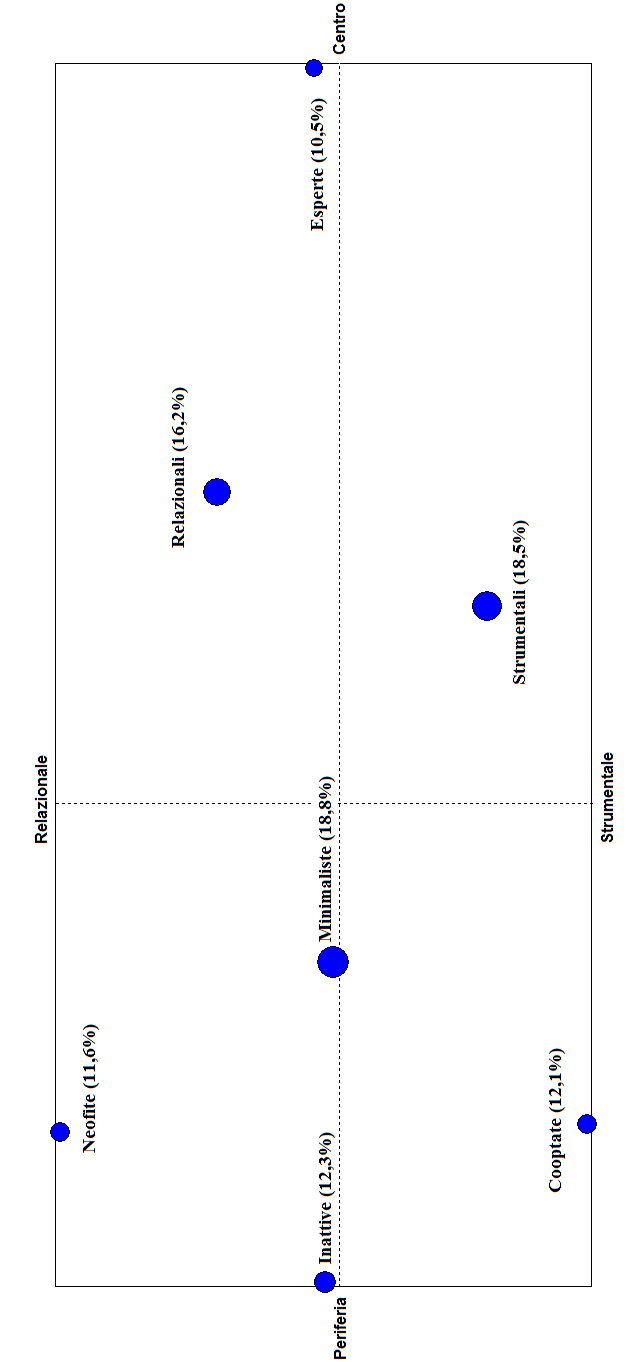 Relazionale
Neofite (11,6%)
Relazionali (16,2%)
Periferia
Inattive (12,3%)
Minimaliste (18,8%)
Esperte (10,5%)
Centro
Strumentali (18,5%)
Cooptate (12,1%)
Strumentale